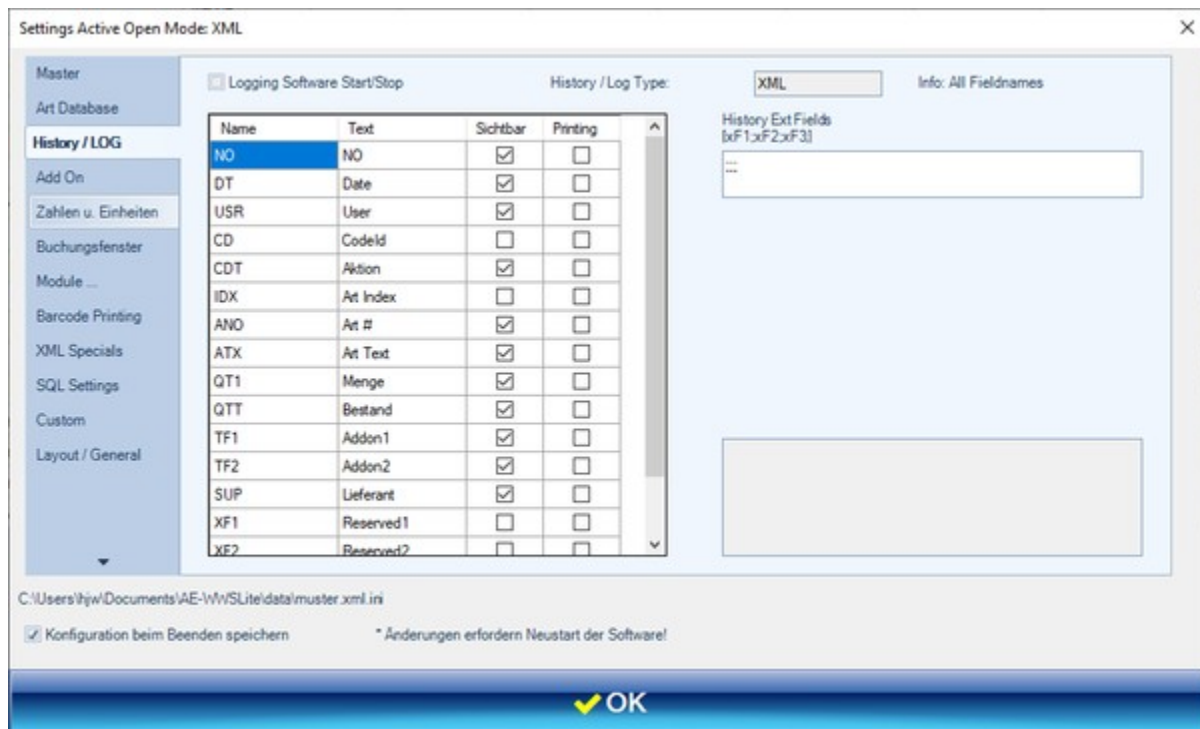 Settings Active Open Mode: XML
Master
Art Database
History / LOG
Add On
Zahlen u. Einheiten
Buchungsfenster
Module ...
Barcode Printing
XML Specials
SQL Settings
Custom
Layout / General
Logging Software Start/Stop
History / Log Type:
XML
Info: All Fieldnames
Name Text Sichtbar Printing
NO NO
DT Date
USR User
CD CodeId
CDT Aktion
IDX Art Index
ANO Art #
ATX Art Text
QT1 Menge
QTT Bestand
TF1 Addon1
TF2 Addon2
SUP Lieferant
XF1 Reserved1
XF2 Reserved2
History Ext Fields
[xF1;xF2;xF3]
C:\Users\hjw\Documents\AE-WWSLite\data\muster.xml.ini
Konfiguration beim Beenden speichern
* Änderungen erfordern Neustart der Software!
OK